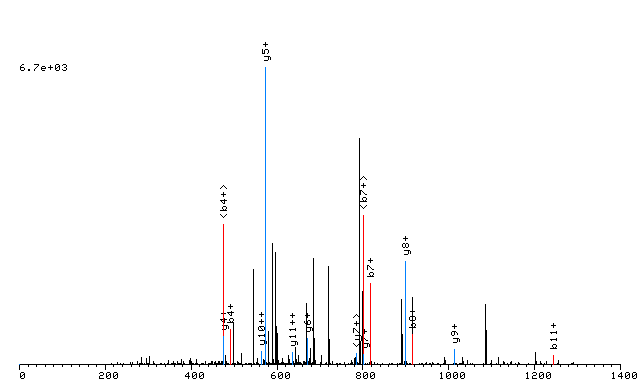 6.7e+03
<b4+>
y4+
b4+
y5+
y10++
y11++
y6+
<y7+>
y7+
<b7+>
b7+
y8+
b8+
y9+
b11+
0 200 400 600 800 1000 1200 1400